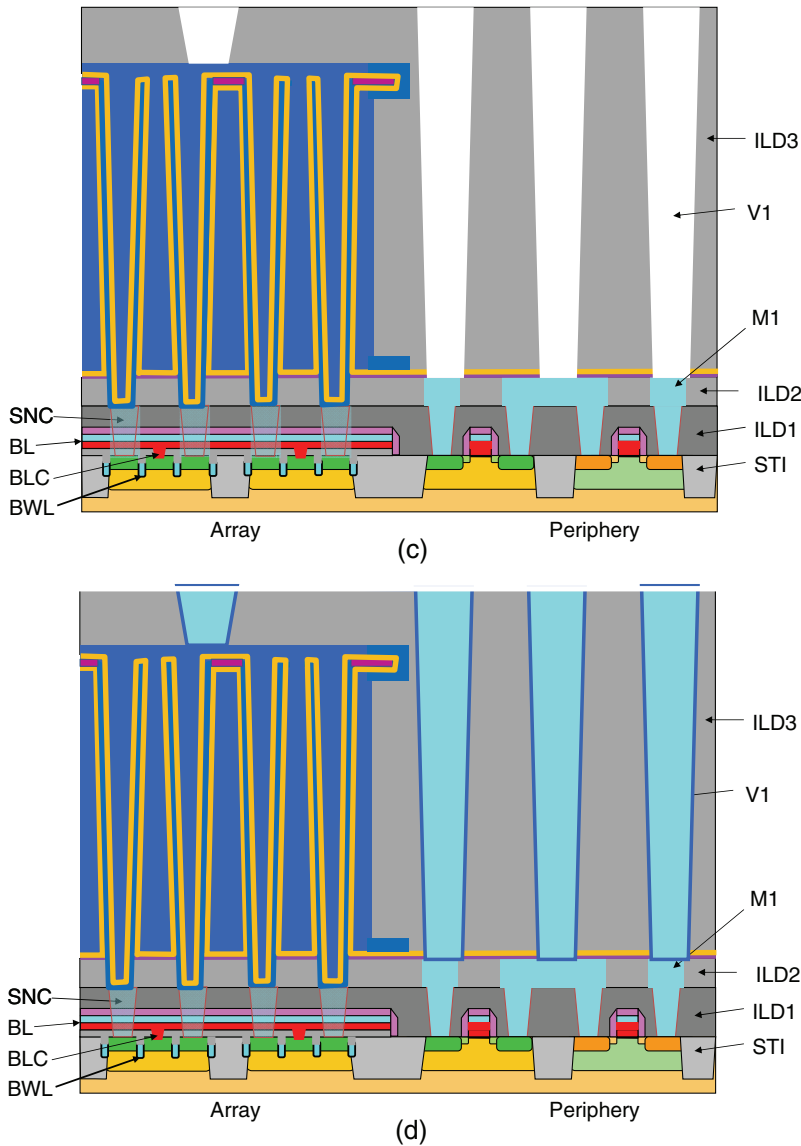 ILD3
V1
M1
ILD2
SNC
ILD1
BL
STI
BLC
BWL
Array
Periphery
(c)
ILD3
V1
M1
ILD2
SNC
ILD1
BL
STI
BLC
BWL
Array
Periphery
(d)